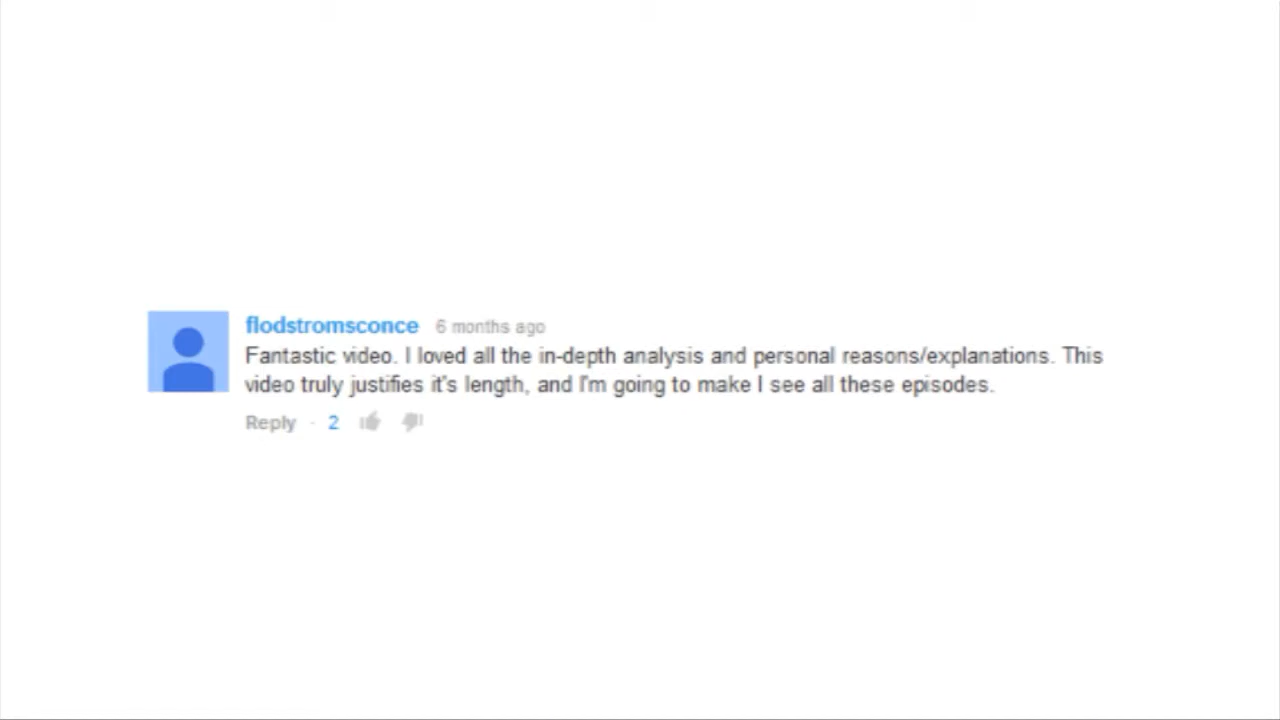 flodstromsconce 6 months ago
Fantastic video. I loved all the in-depth analysis and personal reasons/explanations. This
video truly justifies it's length, and I'm going to make I see all these episodes.
Reply · 2